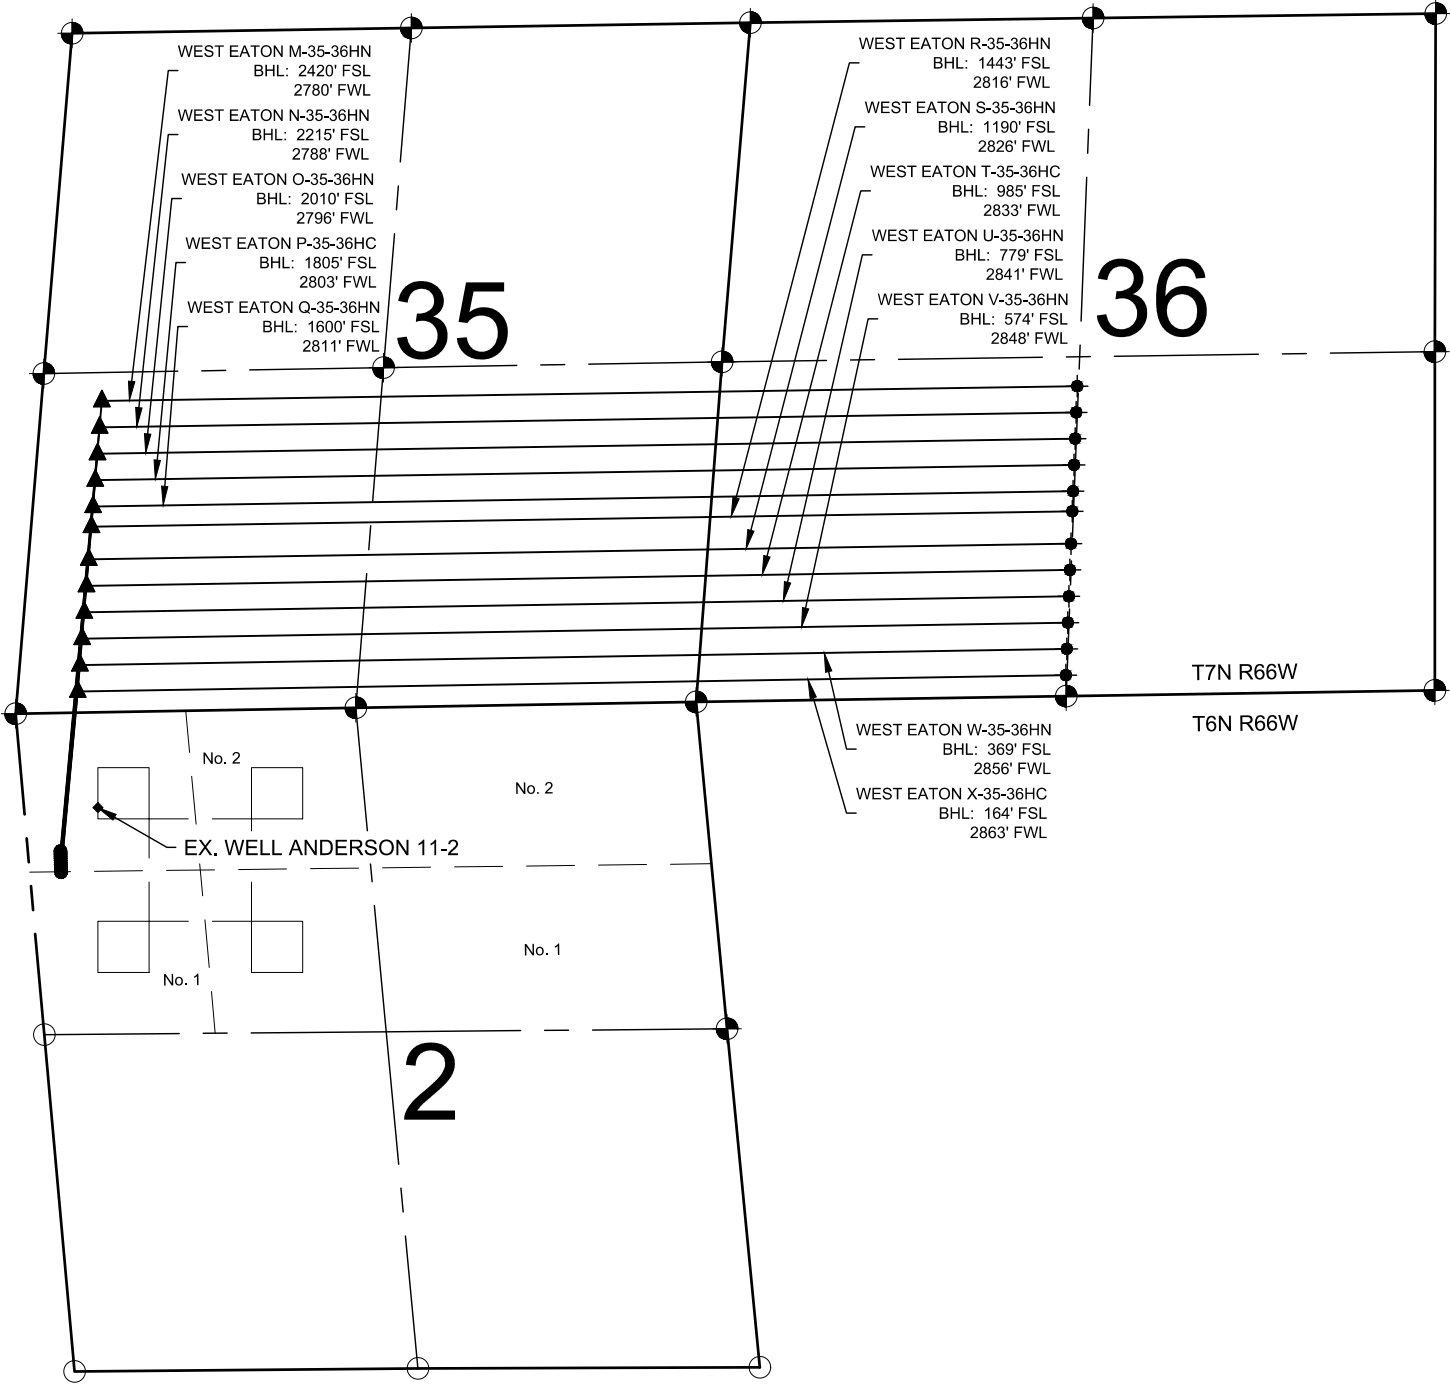 WEST EATON M-35-36HN
BHL: 2420' FSL
2780' FWL
WEST EATON N-35-36HN
BHL: 2215' FSL
2788' FWL
WEST EATON O-35-36HN
BHL: 2010' FSL
2796' FWL
WEST EATON P-35-36HC
BHL: 1805' FSL
2803' FWL
WEST EATON Q-35-36HN
BHL: 1600' FSL
2811' FWL
35
WEST EATON R-35-36HN
BHL: 1443' FSL
2816' FWL
WEST EATON S-35-36HN
BHL: 1190' FSL
2826' FWL
WEST EATON T-35-36HC
BHL: 985' FSL
2833' FWL
WEST EATON U-35-36HN
BHL: 779' FSL
2841' FWL
WEST EATON V-35-36HN
BHL: 574' FSL
2848' FWL
36
T7N R66W
T6N R66W
WEST EATON W-35-36HN
BHL: 369' FSL
2856' FWL
WEST EATON X-35-36HC
BHL: 164' FSL
2863' FWL
No. 2
No. 2
EX. WELL ANDERSON 11-2
No. 1
No. 1
2